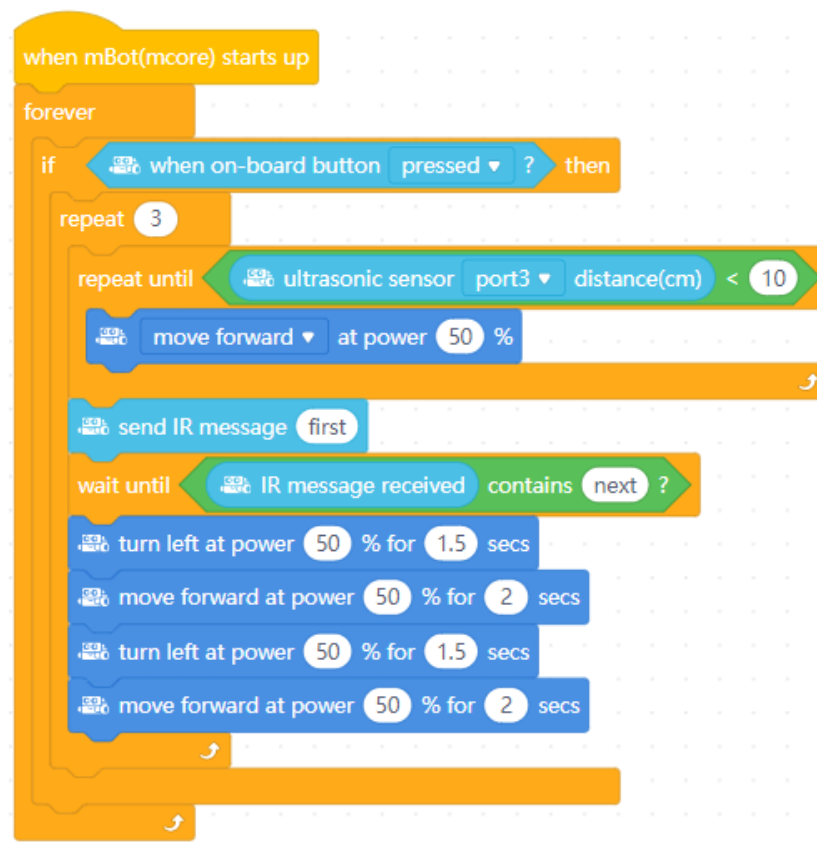 when mBot(mcore) starts up
forever
if when on-board button pressed ? then
repeat 3
repeat until ultrasonic sensor port3 distance(cm) < 10
move forward at power 50 %
send IR message first
wait until IR message received contains next ?
turn left at power 50 % for 1.5 secs
move forward at power 50 % for 2 secs
turn left at power 50 % for 1.5 secs
move forward at power 50 % for 2 secs